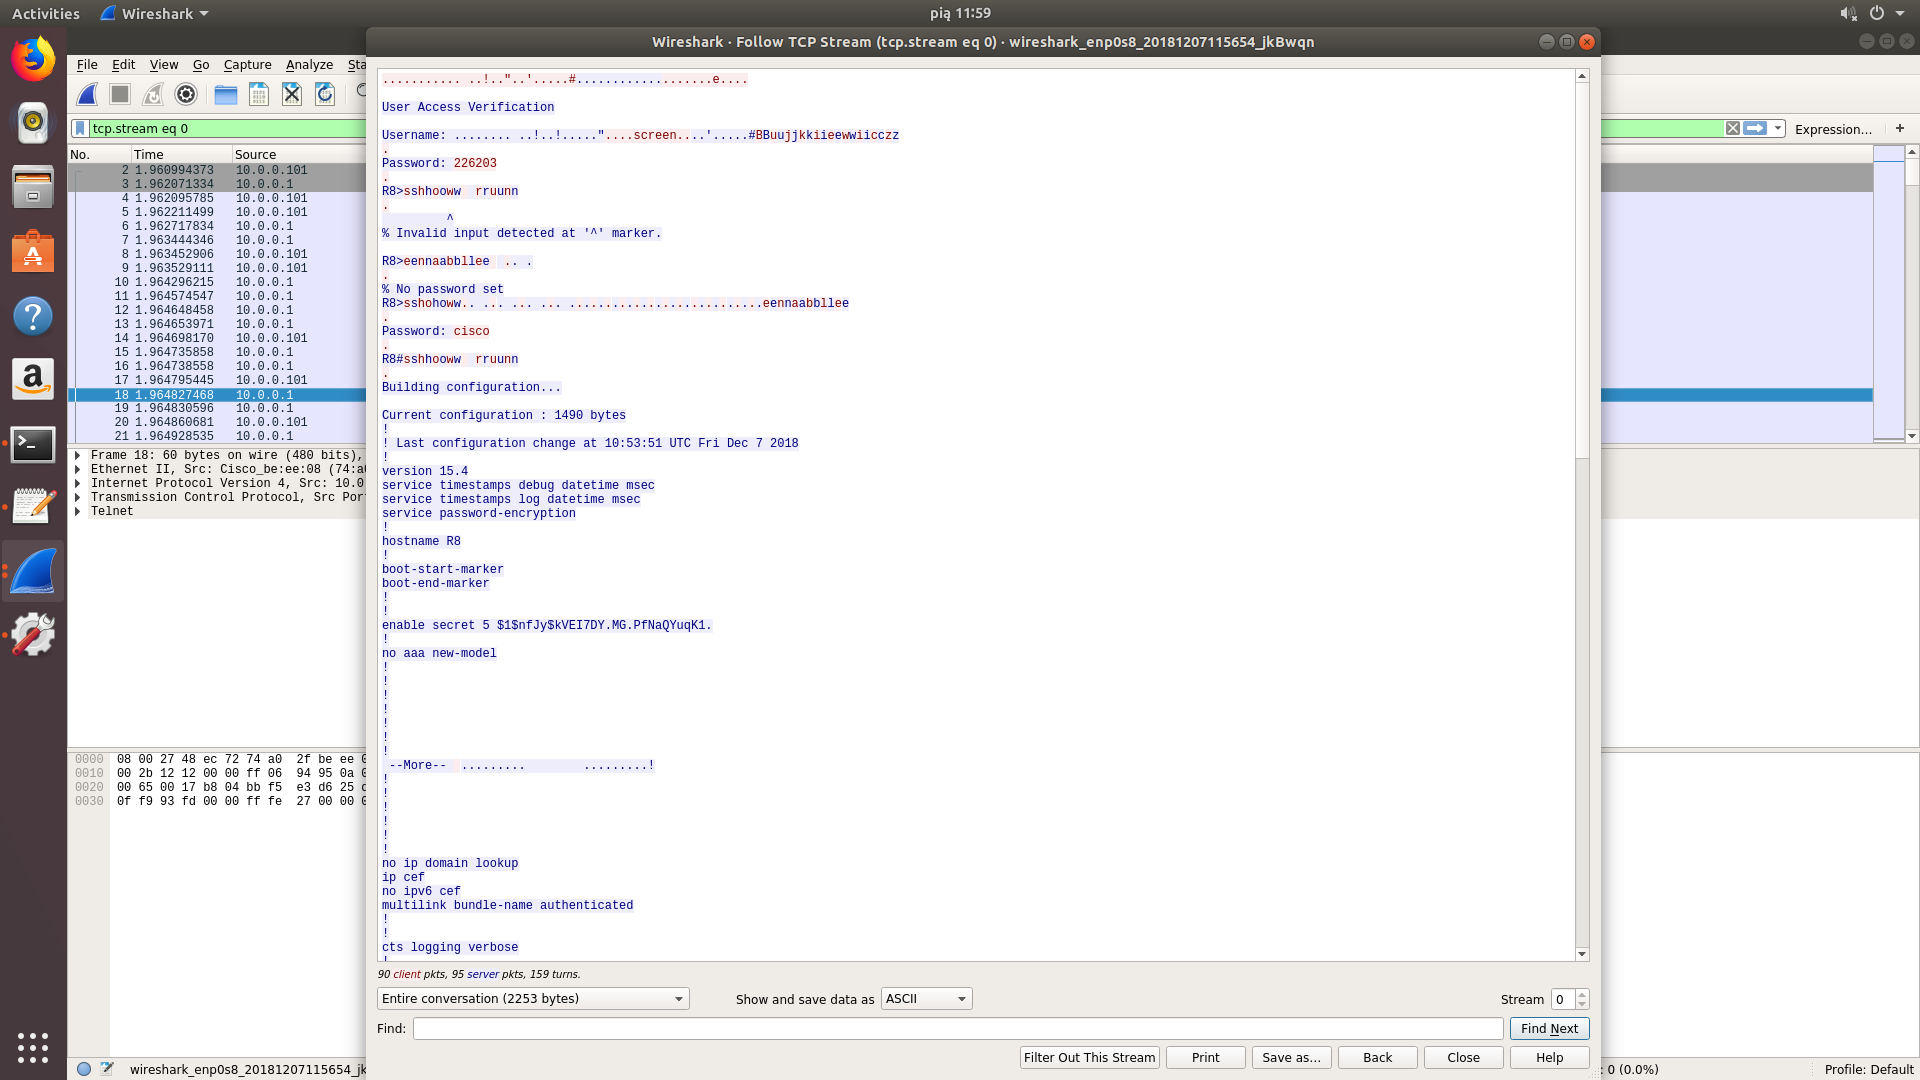 Activities
Wireshark
pią 11:59
Wireshark · Follow TCP Stream (tcp.stream eq 0) · wireshark_enp0s8_20181207115654_jkBwqn
File Edit View Go Capture Analyze Sta
tcp.stream eq 0
Expression…
+
No. Time Source
2 1.960994373 10.0.0.101
3 1.962071334 10.0.0.1
4 1.962095785 10.0.0.101
5 1.962211499 10.0.0.101
6 1.962717834 10.0.0.1
7 1.963444346 10.0.0.1
8 1.963452906 10.0.0.101
9 1.963529111 10.0.0.101
10 1.964296215 10.0.0.1
11 1.964574547 10.0.0.1
12 1.964648458 10.0.0.1
13 1.964653971 10.0.0.1
14 1.964698170 10.0.0.101
15 1.964735858 10.0.0.1
16 1.964738558 10.0.0.1
17 1.964795445 10.0.0.101
18 1.964827468 10.0.0.1
19 1.964830596 10.0.0.1
20 1.964860681 10.0.0.101
21 1.964928535 10.0.0.1
Frame 18: 60 bytes on wire (480 bits),
Ethernet II, Src: Cisco_be:ee:08 (74:a0
Internet Protocol Version 4, Src: 10.0
Transmission Control Protocol, Src Por
Telnet
0000 08 00 27 48 ec 72 74 a0 2f be ee 0
0010 00 2b 12 12 00 00 ff 06 94 95 0a 0
0020 00 65 00 17 b8 04 bb f5 e3 d6 25 d
0030 0f f9 93 fd 00 00 ff fe 27 00 00 0
........... ..!.."..'.....#...................e....
User Access Verification
Username: ........ ..!..!....."....screen....'.....#BBuujjkkiieewwiicczz
.
Password: 226203
.
R8>sshhooww  rruunn
.
^
% Invalid input detected at '^' marker.
R8>eennaabbllee  .. .
.
% No password set
R8>sshohoww.. ... ... ... ...........................eennaabbllee
.
Password: cisco
.
R8#sshhooww  rruunn
.
Building configuration...
Current configuration : 1490 bytes
!
! Last configuration change at 10:53:51 UTC Fri Dec 7 2018
!
version 15.4
service timestamps debug datetime msec
service timestamps log datetime msec
service password-encryption
!
hostname R8
!
boot-start-marker
boot-end-marker
!
!
enable secret 5 $1$nfJy$kVEI7DY.MG.PfNaQYuqK1.
!
no aaa new-model
!
!
!
!
!
!
!
--More--  .........        .........!
!
!
!
!
!
!
no ip domain lookup
ip cef
no ipv6 cef
multilink bundle-name authenticated
!
!
cts logging verbose
!
90 client pkts, 95 server pkts, 159 turns.
Entire conversation (2253 bytes)
Show and save data as ASCII
Stream 0
Find:
Find Next
Filter Out This Stream
Print
Save as…
Back
Close
Help
wireshark_enp0s8_20181207115654_jk
: 0 (0.0%)
Profile: Default